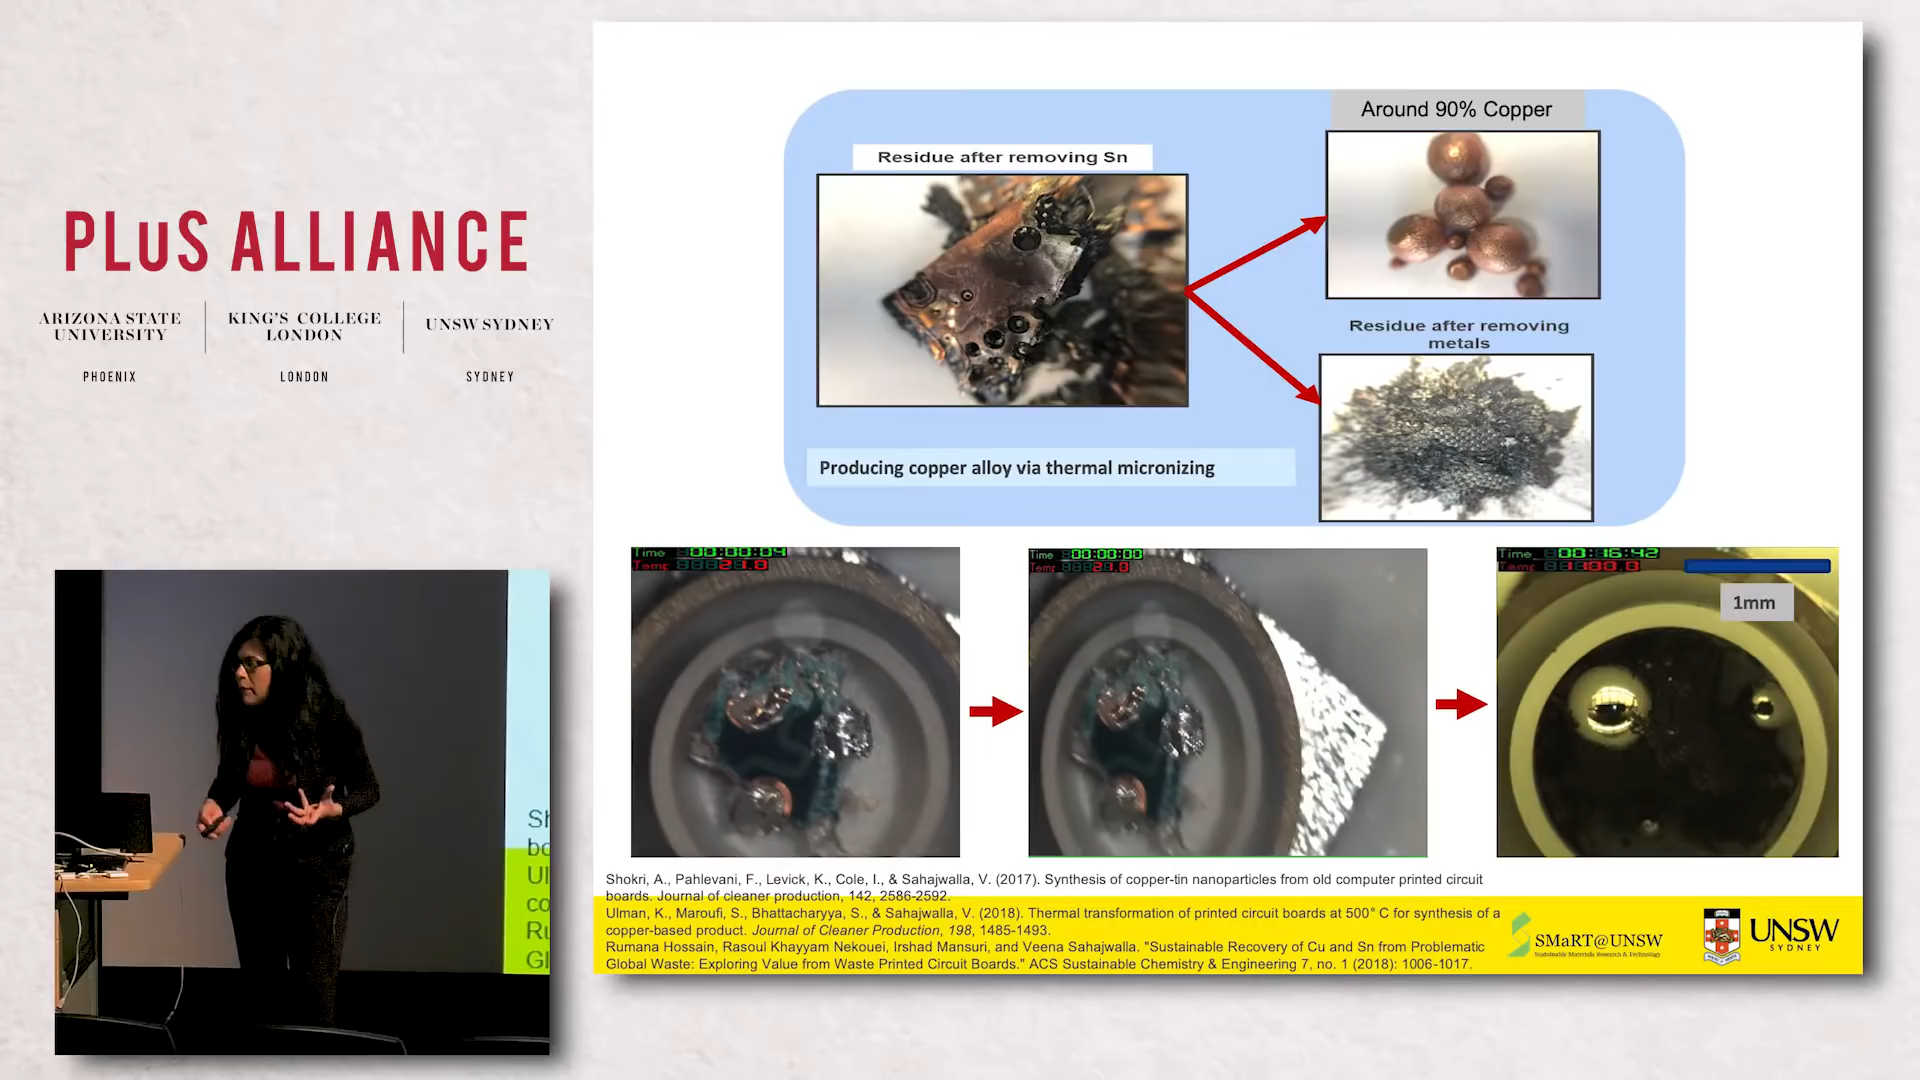 PLuS ALLIANCE
ARIZONA STATE
UNIVERSITY
PHOENIX
KING'S COLLEGE
LONDON
LONDON
UNSW SYDNEY
SYDNEY
Around 90% Copper
Residue after removing Sn
Residue after removing
metals
Producing copper alloy via thermal micronizing
Time 00:00:04
Temp 21.0
Time 00:00:00
Temp 21.0
Time 00:16:42
Temp 1300.0
1mm
Shokri, A., Pahlevani, F., Levick, K., Cole, I., & Sahajwalla, V. (2017). Synthesis of copper-tin nanoparticles from old computer printed circuit
boards. Journal of cleaner production, 142, 2586-2592.
Ulman, K., Maroufi, S., Bhattacharyya, S., & Sahajwalla, V. (2018). Thermal transformation of printed circuit boards at 500° C for synthesis of a
copper-based product. Journal of Cleaner Production, 198, 1485-1493.
Rumana Hossain, Rasoul Khayyam Nekouei, Irshad Mansuri, and Veena Sahajwalla. "Sustainable Recovery of Cu and Sn from Problematic
Global Waste: Exploring Value from Waste Printed Circuit Boards." ACS Sustainable Chemistry & Engineering 7, no. 1 (2018): 1006-1017.
SMaRT@UNSW
Sustainable Materials Research & Technology
UNSW
SYDNEY
Sh
bo
Ul
co
Ru
Gl